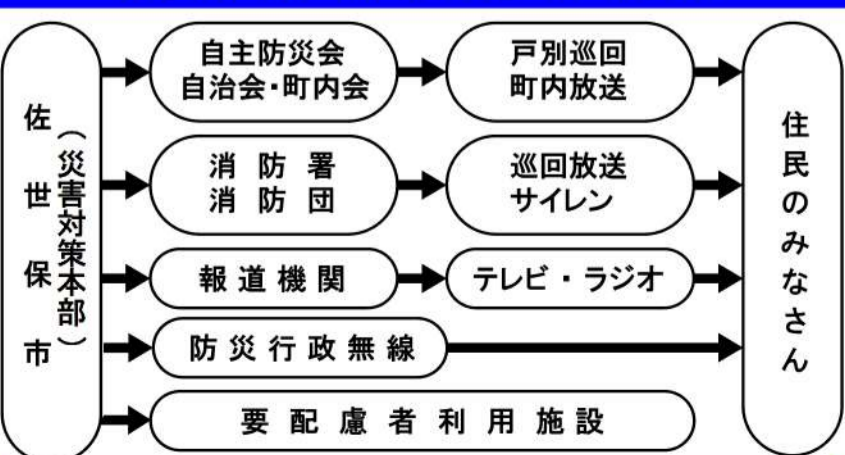 佐世保市
(災害対策本部)
自主防災会
自治会・町内会
戸別巡回
町内放送
消防署
消防団
巡回放送
サイレン
報道機関
テレビ・ラジオ
防災行政無線
要配慮者利用施設
住民のみなさん